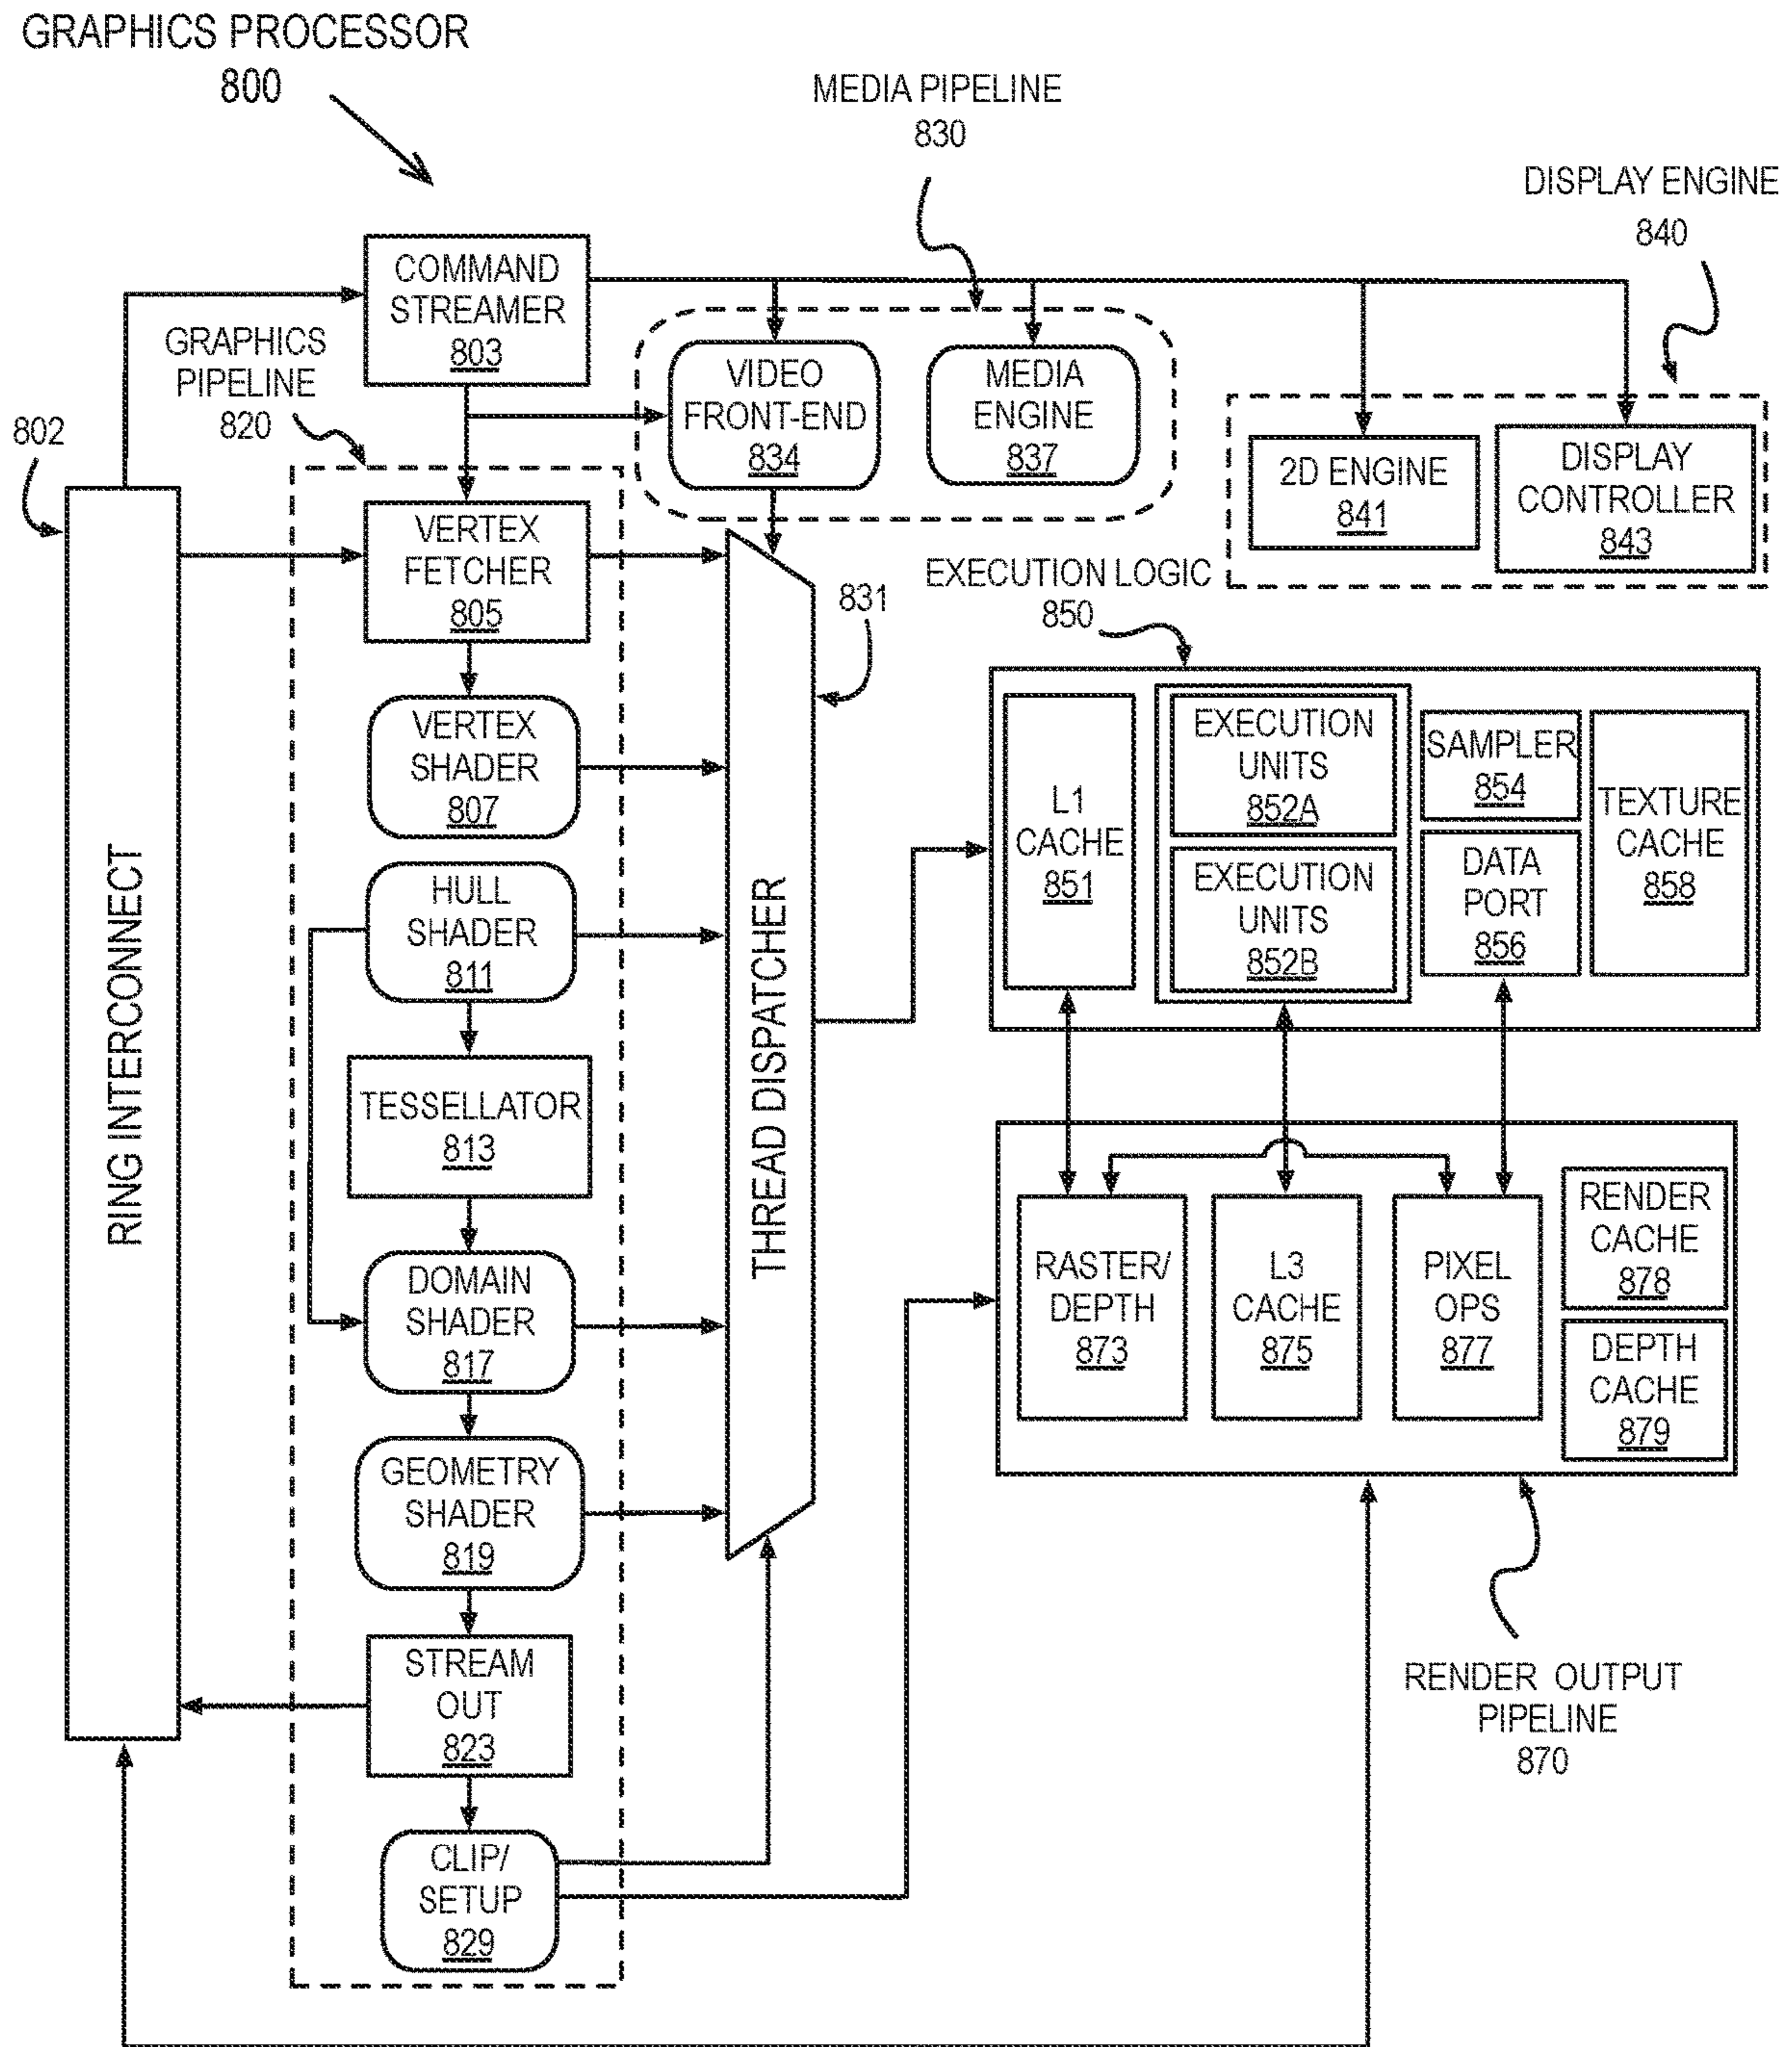 GRAPHICS PROCESSOR
800
MEDIA PIPELINE
830
DISPLAY ENGINE
840
COMMAND
STREAMER
803
GRAPHICS
PIPELINE
820
802
VIDEO
FRONT-END
834
MEDIA
ENGINE
837
2D ENGINE
841
DISPLAY
CONTROLLER
843
RING INTERCONNECT
VERTEX
FETCHER
805
VERTEX
SHADER
807
HULL
SHADER
811
TESSELLATOR
813
DOMAIN
SHADER
817
GEOMETRY
SHADER
819
STREAM
OUT
823
CLIP/
SETUP
829
THREAD DISPATCHER
831
EXECUTION LOGIC
850
L1
CACHE
851
EXECUTION
UNITS
852A
EXECUTION
UNITS
852B
SAMPLER
854
DATA
PORT
856
TEXTURE
CACHE
858
RASTER/
DEPTH
873
L3
CACHE
875
PIXEL
OPS
877
RENDER
CACHE
878
DEPTH
CACHE
879
RENDER OUTPUT
PIPELINE
870